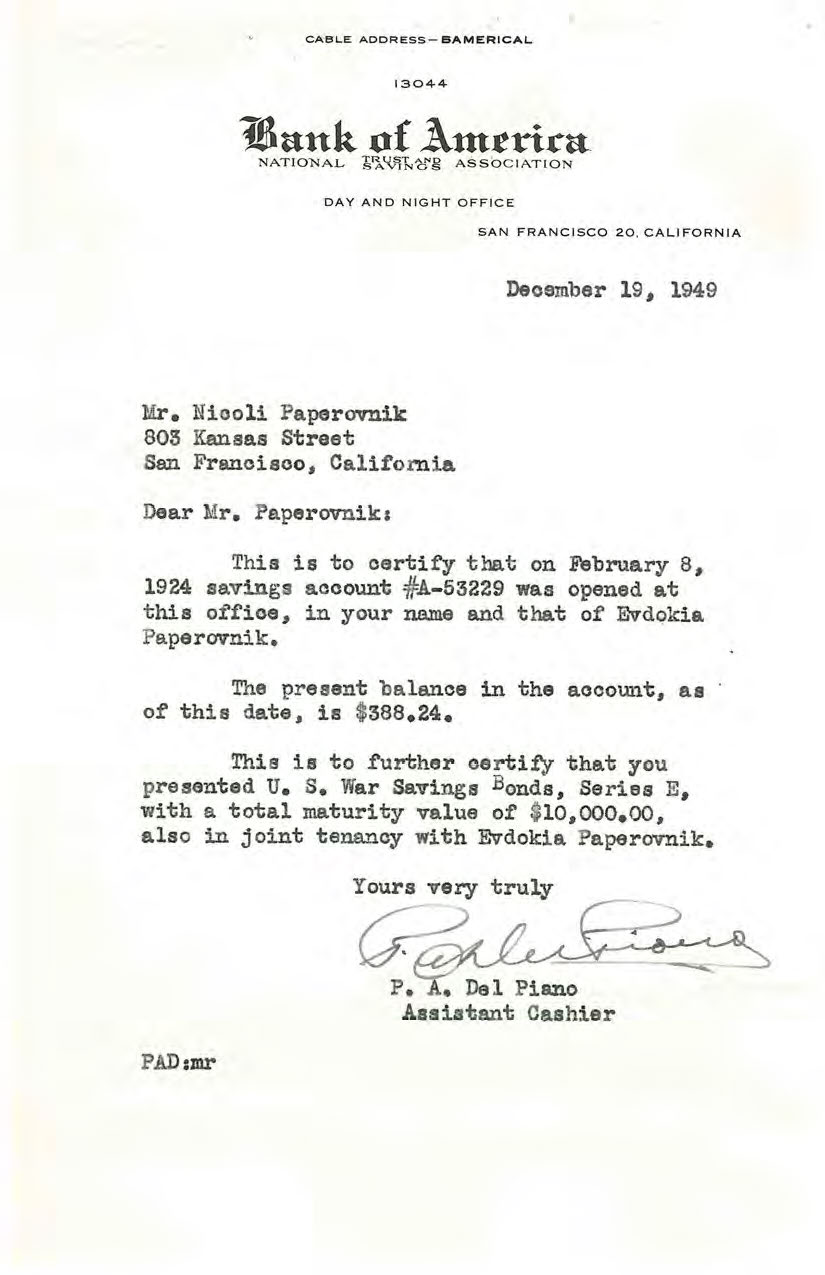 CABLE ADDRESS—BAMERICAL
13044
Bank of America
NATIONAL TRUST AND SAVINGS ASSOCIATION
DAY AND NIGHT OFFICE
SAN FRANCISCO 20, CALIFORNIA
December 19, 1949
Mr. Nicoli Paperovnik
803 Kansas Street
San Francisco, California
Dear Mr. Paperovnik:
This is to certify that on February 8,
1924 savings account #A-53229 was opened at
this office, in your name and that of Evdokia
Paperovnik.
The present balance in the account, as
of this date, is $388.24.
This is to further certify that you
presented U. S. War Savings Bonds, Series E,
with a total maturity value of $10,000.00,
also in joint tenancy with Evdokia Paperovnik.
Yours very truly
P. A. Del Piano
P. A. Del Piano
Assistant Cashier
PAD:mr